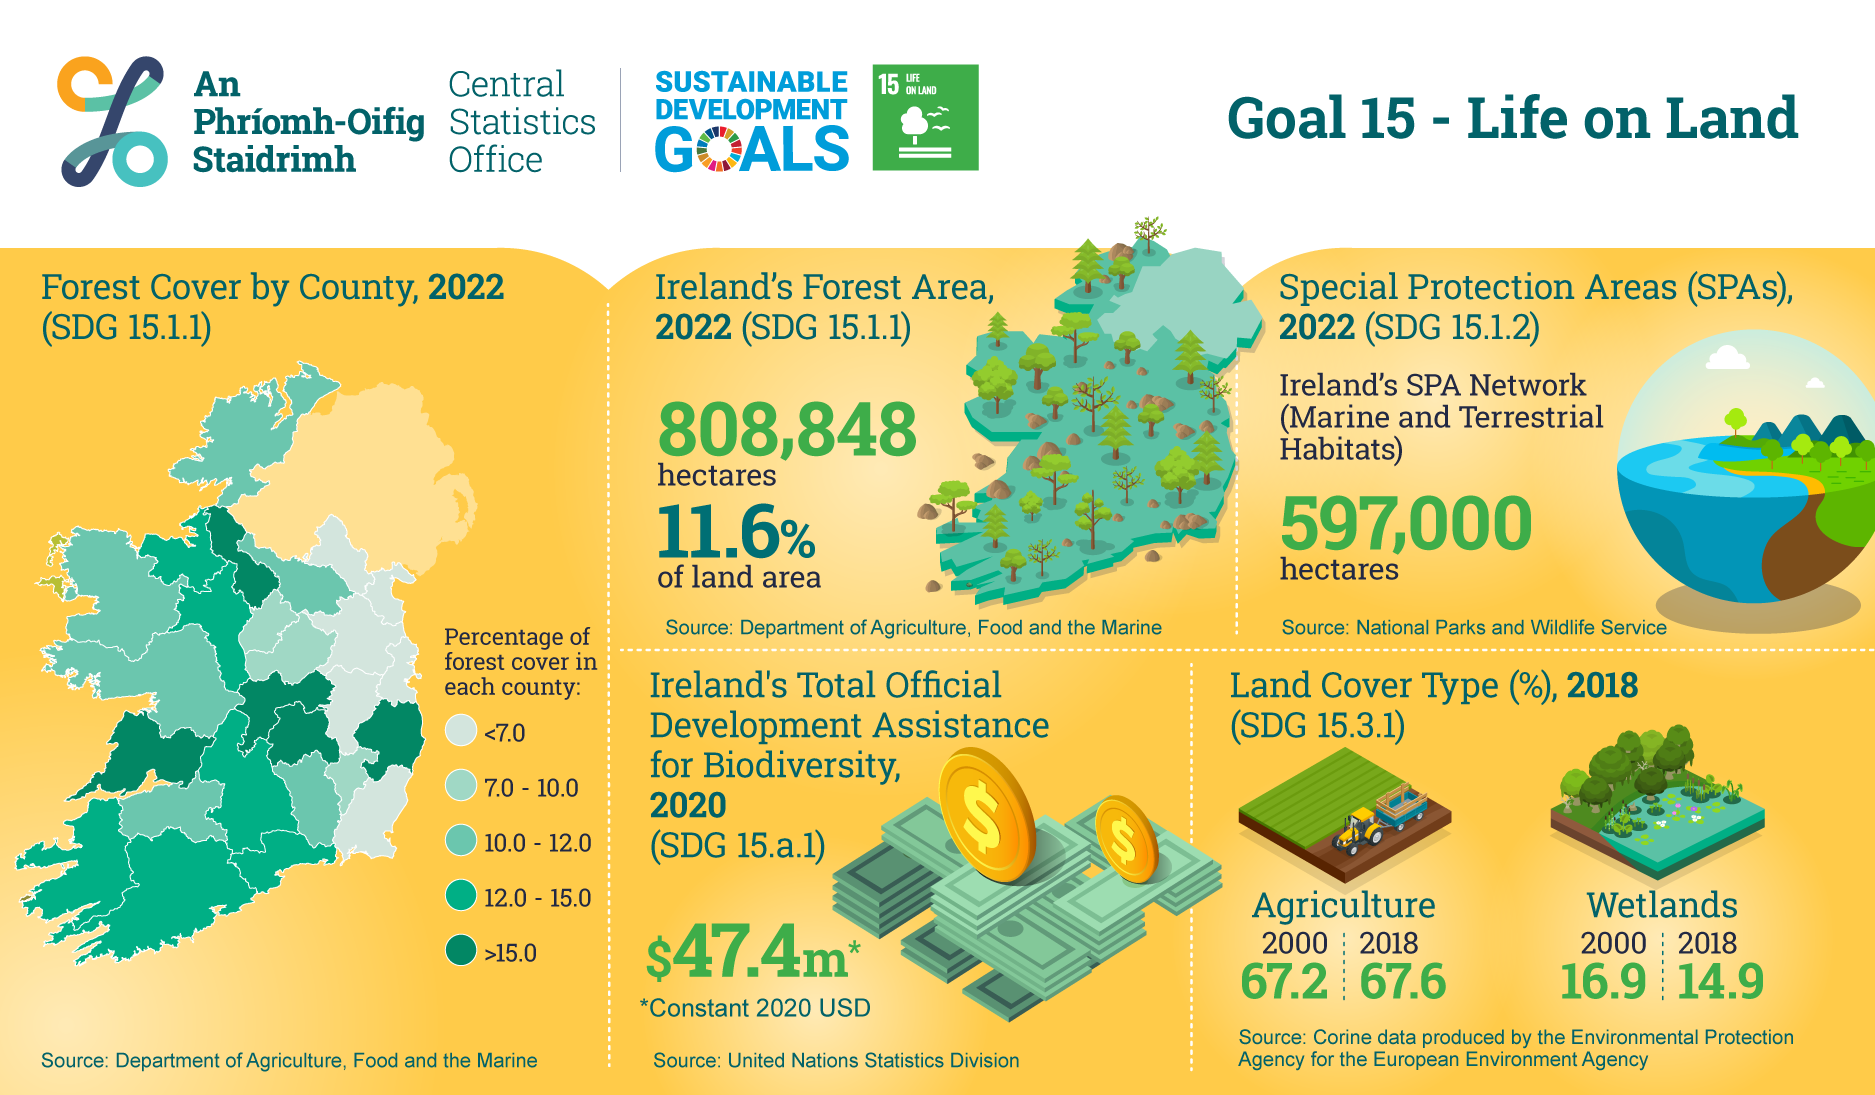 An
Phríomh-Oifig
Staidrimh
Central
Statistics
Office
SUSTAINABLE
DEVELOPMENT
GOALS
15 LIFE
ON LAND
Goal 15 - Life on Land
Forest Cover by County, 2022
(SDG 15.1.1)
Percentage of
forest cover in
each county:
<7.0
7.0 - 10.0
10.0 - 12.0
12.0 - 15.0
>15.0
Source: Department of Agriculture, Food and the Marine
Ireland's Forest Area,
2022 (SDG 15.1.1)
808,848
hectares
11.6%
of land area
Source: Department of Agriculture, Food and the Marine
Special Protection Areas (SPAs),
2022 (SDG 15.1.2)
Ireland's SPA Network
(Marine and Terrestrial
Habitats)
597,000
hectares
Source: National Parks and Wildlife Service
Ireland's Total Official
Development Assistance
for Biodiversity,
2020
(SDG 15.a.1)
$47.4m*
*Constant 2020 USD
$
$
Source: United Nations Statistics Division
Land Cover Type (%), 2018
(SDG 15.3.1)
Agriculture
2000 2018
67.2 67.6
Wetlands
2000 2018
16.9 14.9
Source: Corine data produced by the Environmental Protection
Agency for the European Environment Agency